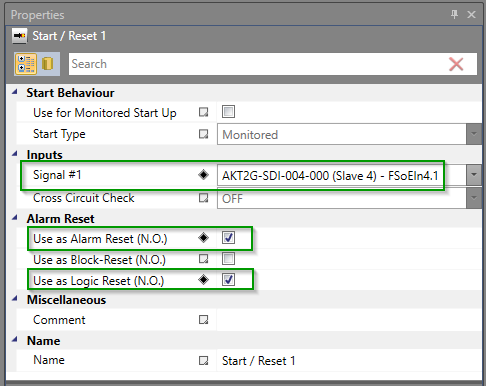 Properties
Start / Reset 1
Search
Start Behaviour
Use for Monitored Start Up
Start Type Monitored
Inputs
Signal #1 AKT2G-SDI-004-000 (Slave 4) - FSoEIn4.1
Cross Circuit Check OFF
Alarm Reset
Use as Alarm Reset (N.O.)
Use as Block-Reset (N.O.)
Use as Logic Reset (N.O.)
Miscellaneous
Comment
Name
Name Start / Reset 1